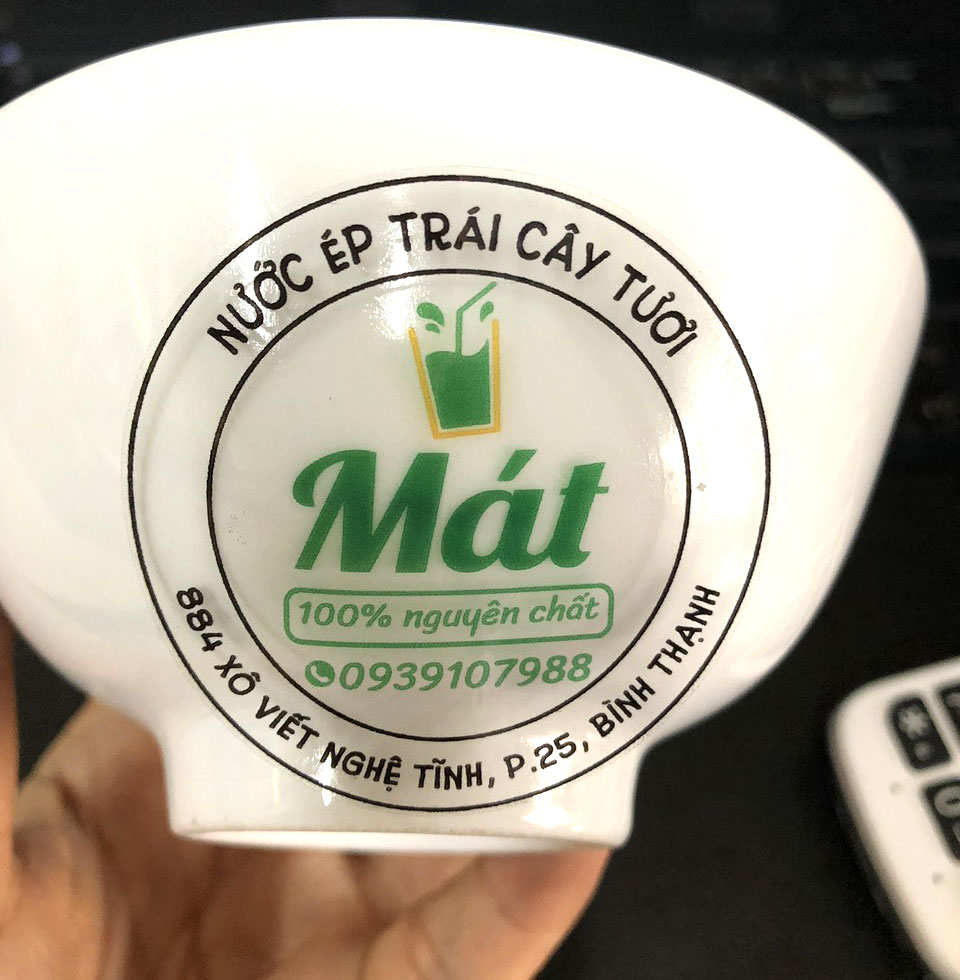 NƯỚC ÉP TRÁI CÂY TƯƠI
Mát
100% nguyên chất
0939107988
884 XÔ VIẾT NGHỆ TĨNH, P.25, BÌNH THẠNH